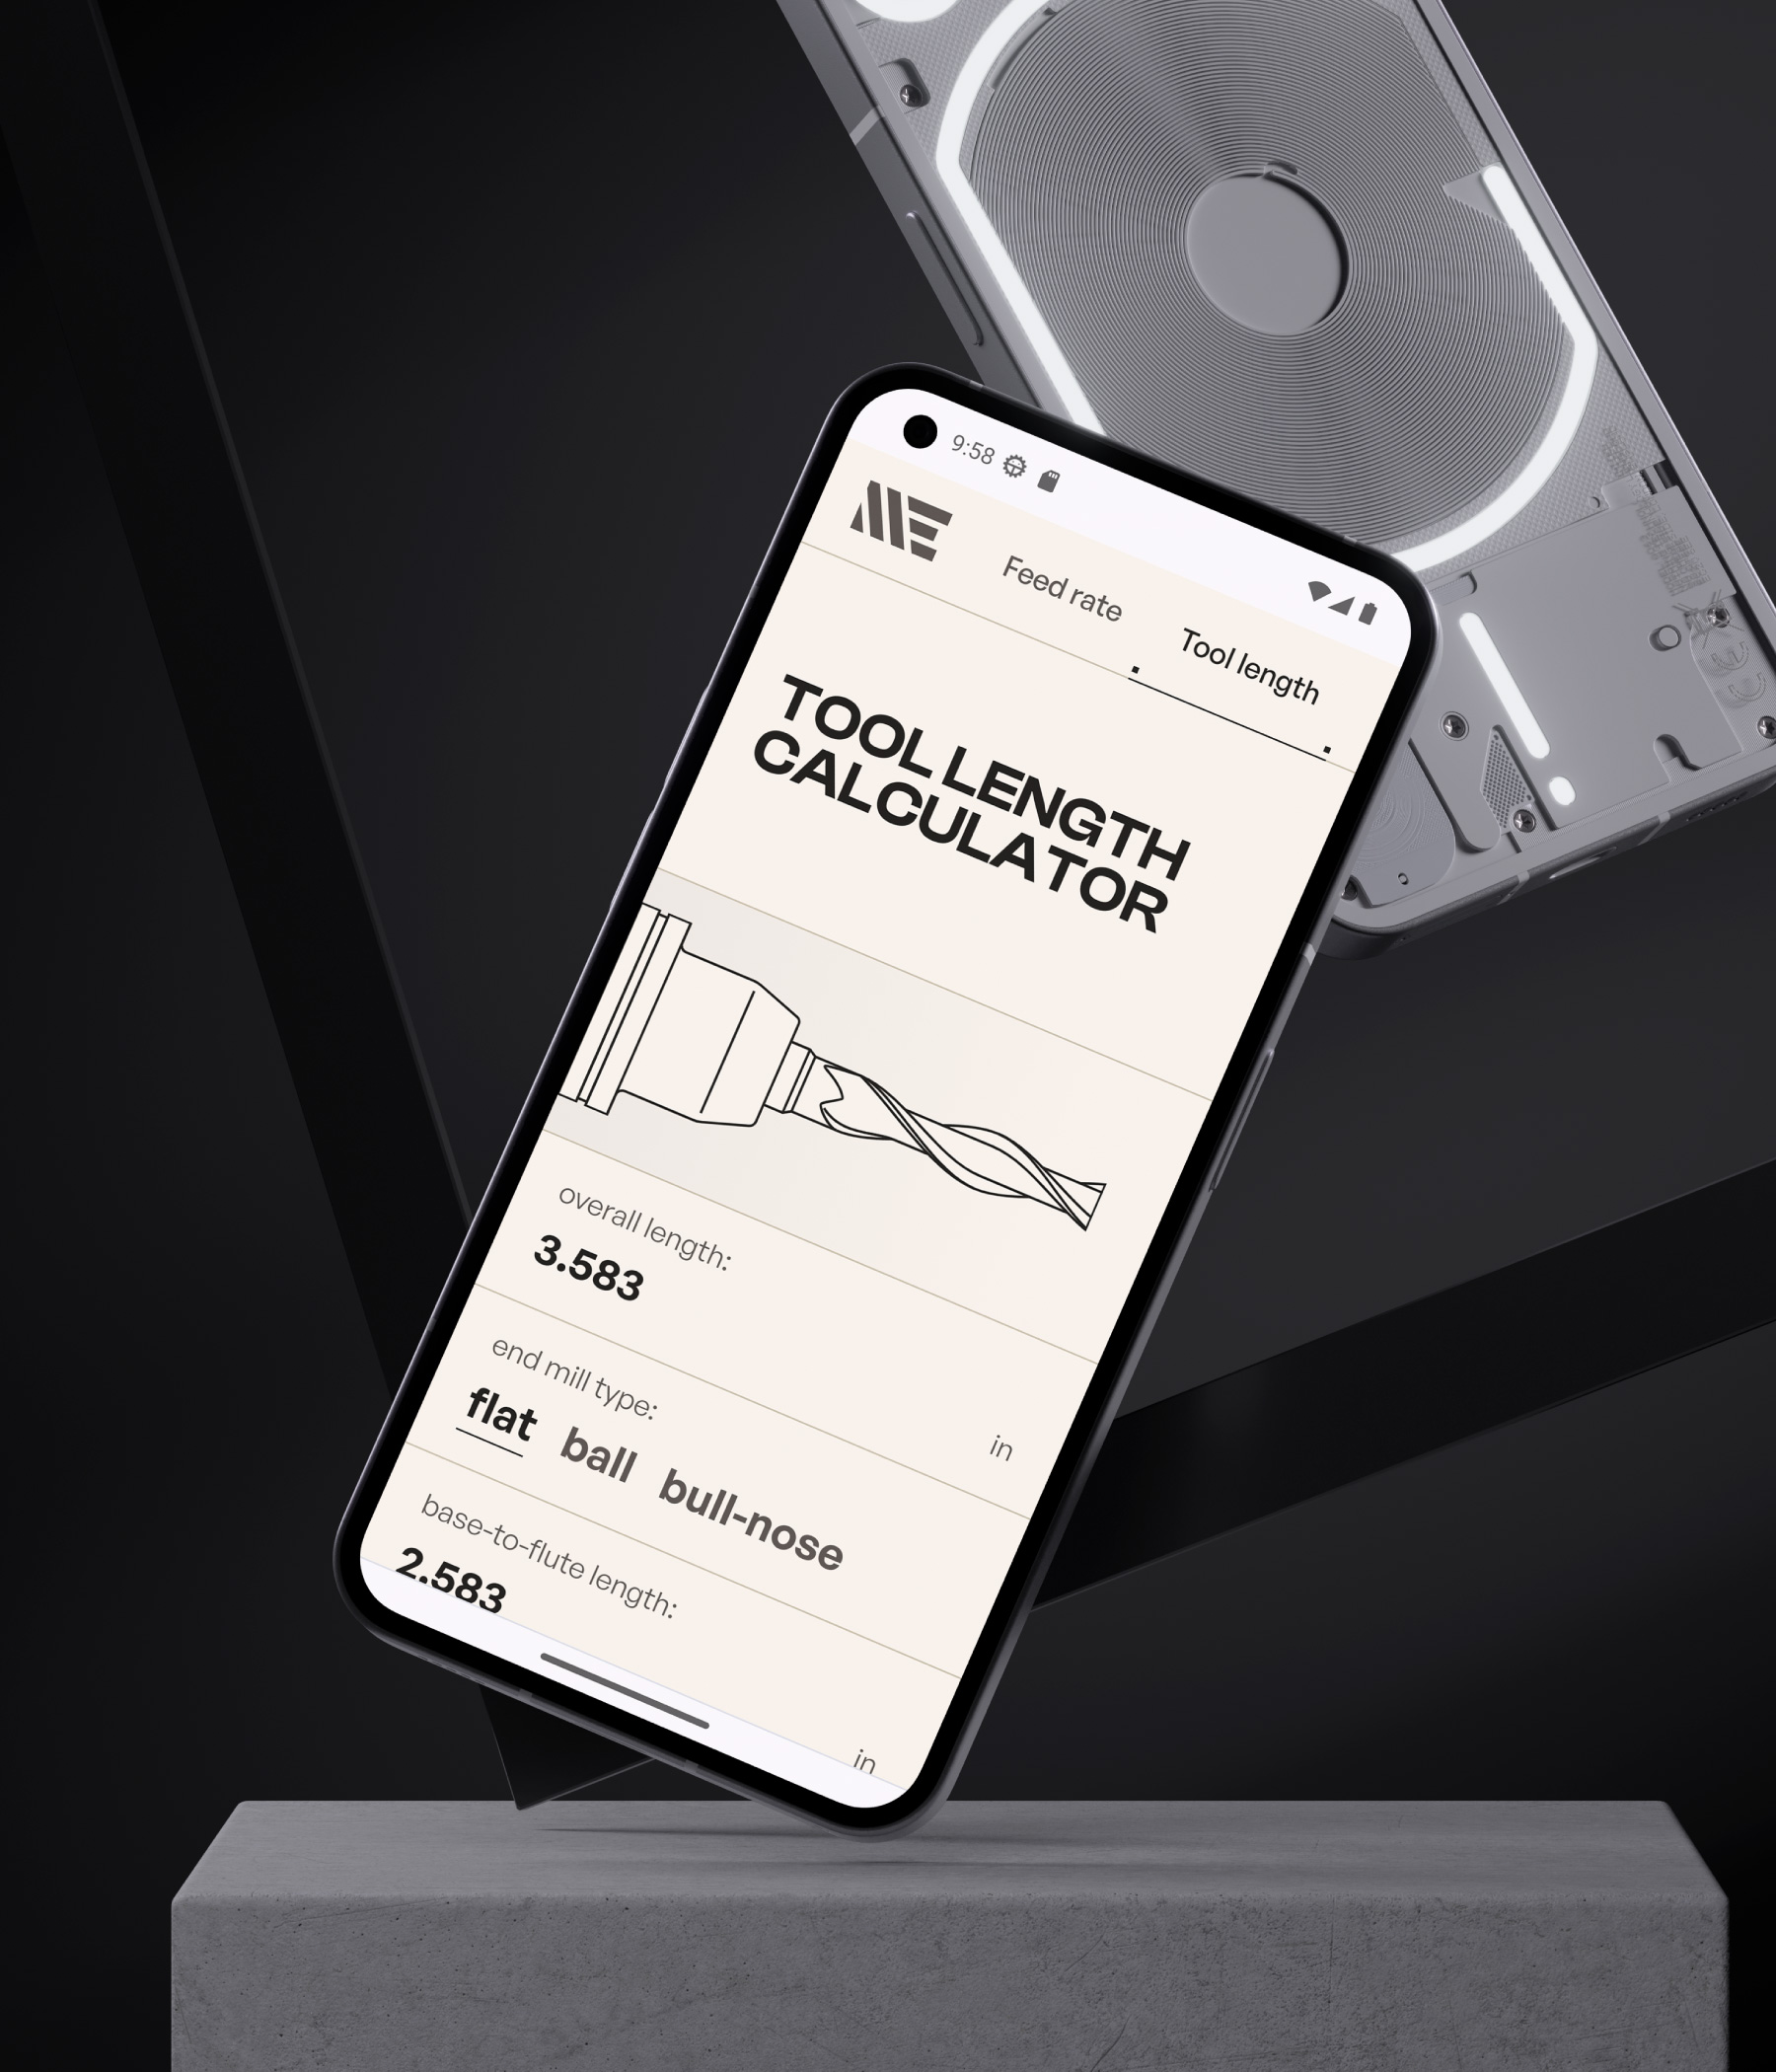 9:58
ME
Feed rate
Tool length
TOOL LENGTH
CALCULATOR
overall length:
3.583
in
end mill type:
flat ball bull-nose
base-to-flute length:
2.583
in